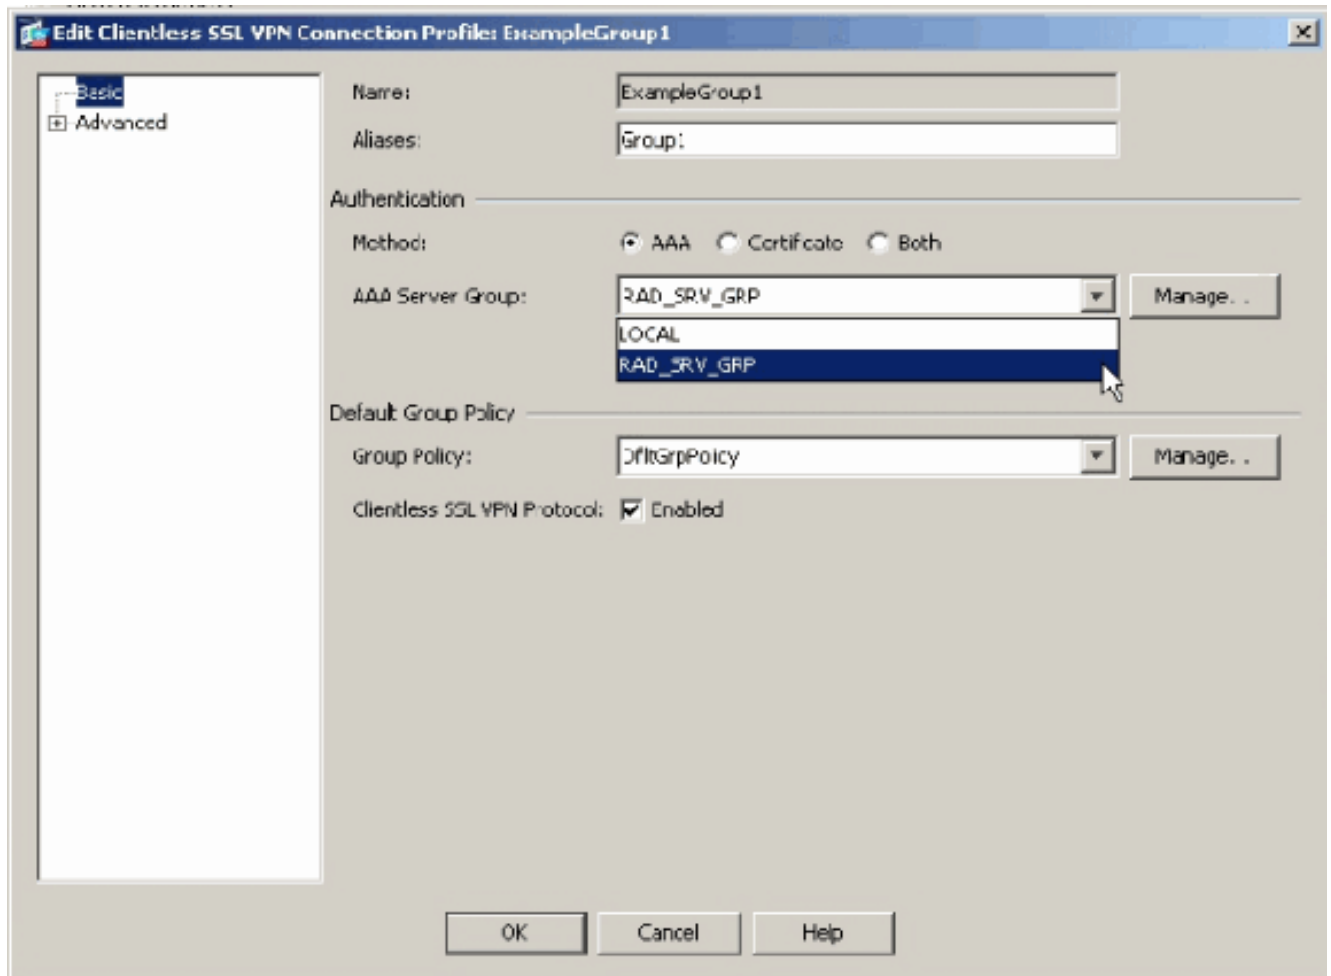 Edit Clientless SSL VPN Connection Profile: ExampleGroup1
Basic
Advanced
Name: ExampleGroup1
Aliases: Group1
Authentication
Method: AAA Certificate Both
AAA Server Group: RAD_SRV_GRP Manage...
LOCAL
RAD_SRV_GRP
Default Group Policy
Group Policy: DfltGrpPolicy Manage...
Clientless SSL VPN Protocol: Enabled
OK Cancel Help